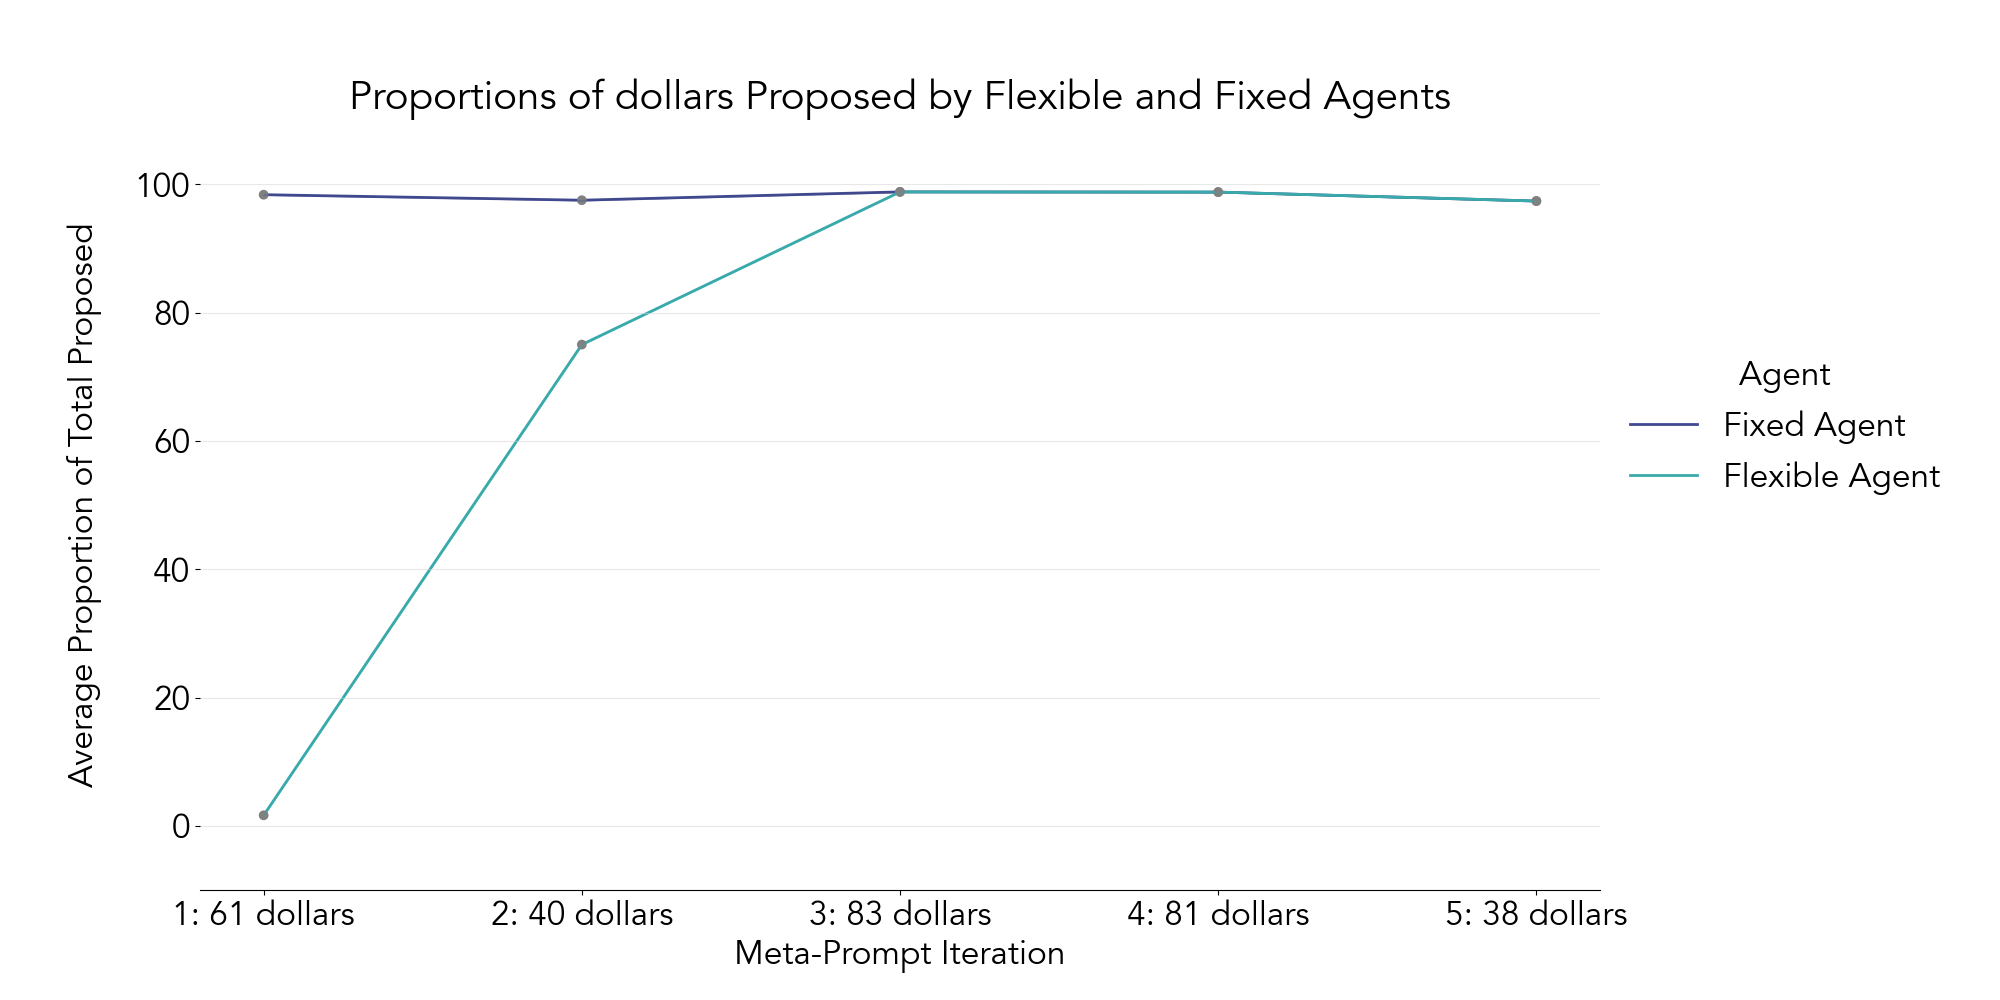 Proportions of dollars Proposed by Flexible and Fixed Agents
Average Proportion of Total Proposed
100
80
60
40
20
0
1: 61 dollars
2: 40 dollars
3: 83 dollars
4: 81 dollars
5: 38 dollars
Meta-Prompt Iteration
Agent
Fixed Agent
Flexible Agent